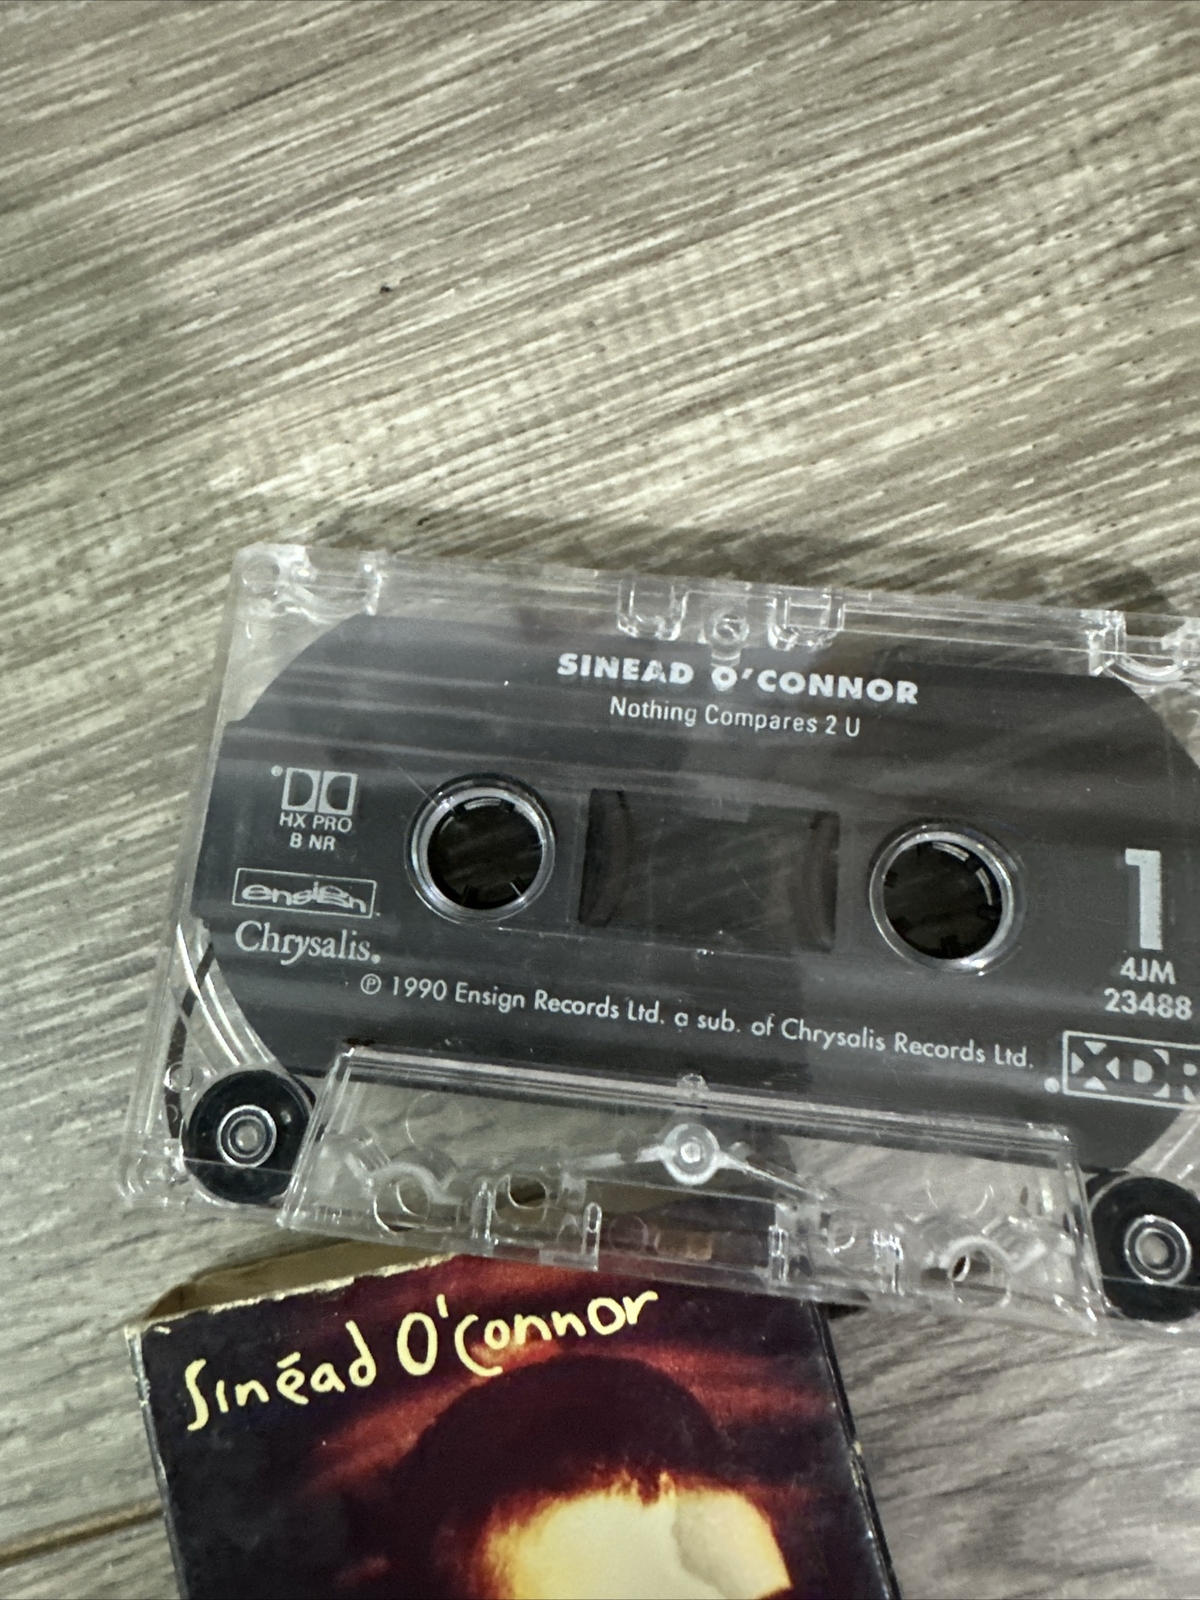 SINEAD O'CONNOR
Nothing Compares 2 U
HX PRO
B NR
ensign
Chrysalis®
℗ 1990 Ensign Records Ltd. a sub. of Chrysalis Records Ltd.
1
4JM
23488
XDR
Sinéad O'Connor